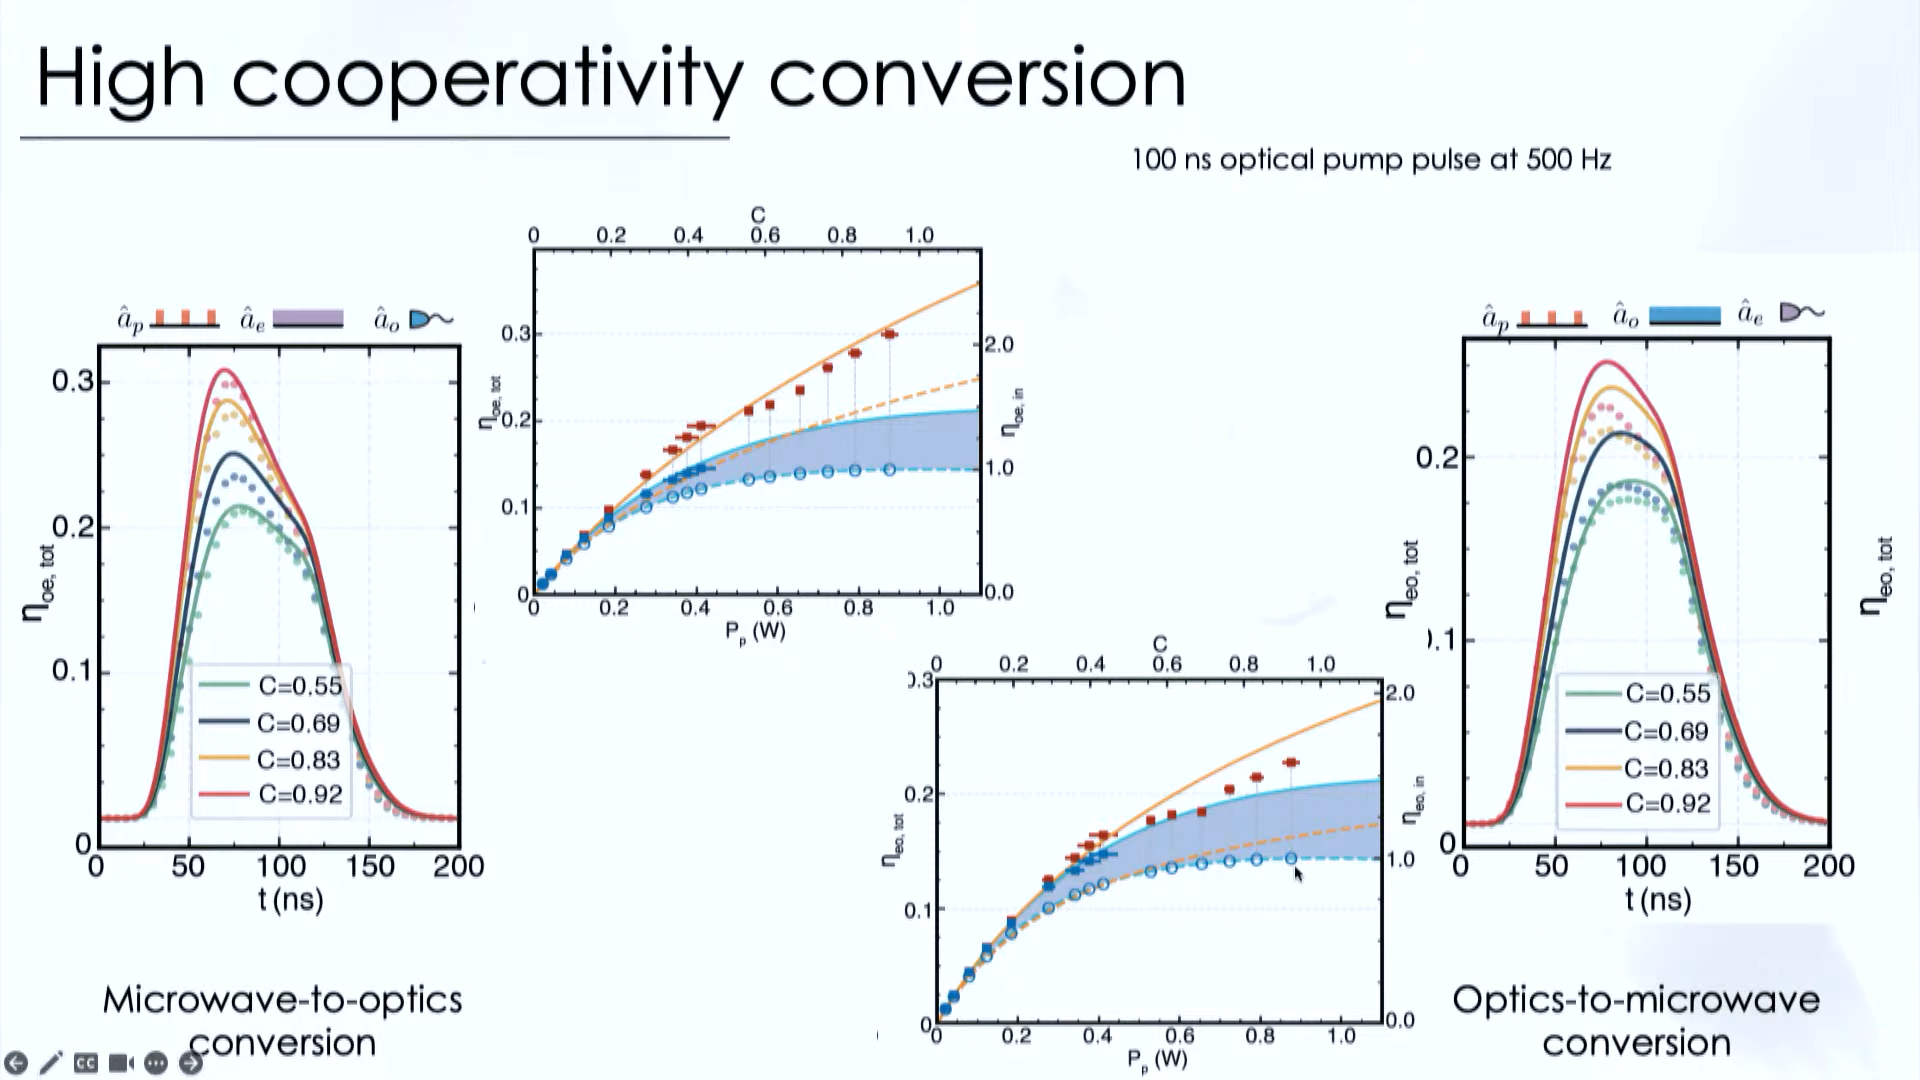 High cooperativity conversion
100 ns optical pump pulse at 500 Hz
âp âe âo
0.3
0.2
0.1
0
ηoe, tot
C=0.55
C=0.69
C=0.83
C=0.92
0 50 100 150 200
t (ns)
Microwave-to-optics
conversion
C
0 0.2 0.4 0.6 0.8 1.0
0.3
0.2
0.1
0
ηoe, tot
2.0
1.0
0.0
ηoe, in
0 0.2 0.4 0.6 0.8 1.0
Pp (W)
C
0 0.2 0.4 0.6 0.8 1.0
0.3
0.2
0.1
0
ηeo, tot
2.0
1.0
0.0
ηeo, in
0 0.2 0.4 0.6 0.8 1.0
Pp (W)
âp âo âe
0.2
0.1
0
ηeo, tot
ηeo, tot
C=0.55
C=0.69
C=0.83
C=0.92
0 50 100 150 200
t (ns)
Optics-to-microwave
conversion
CC